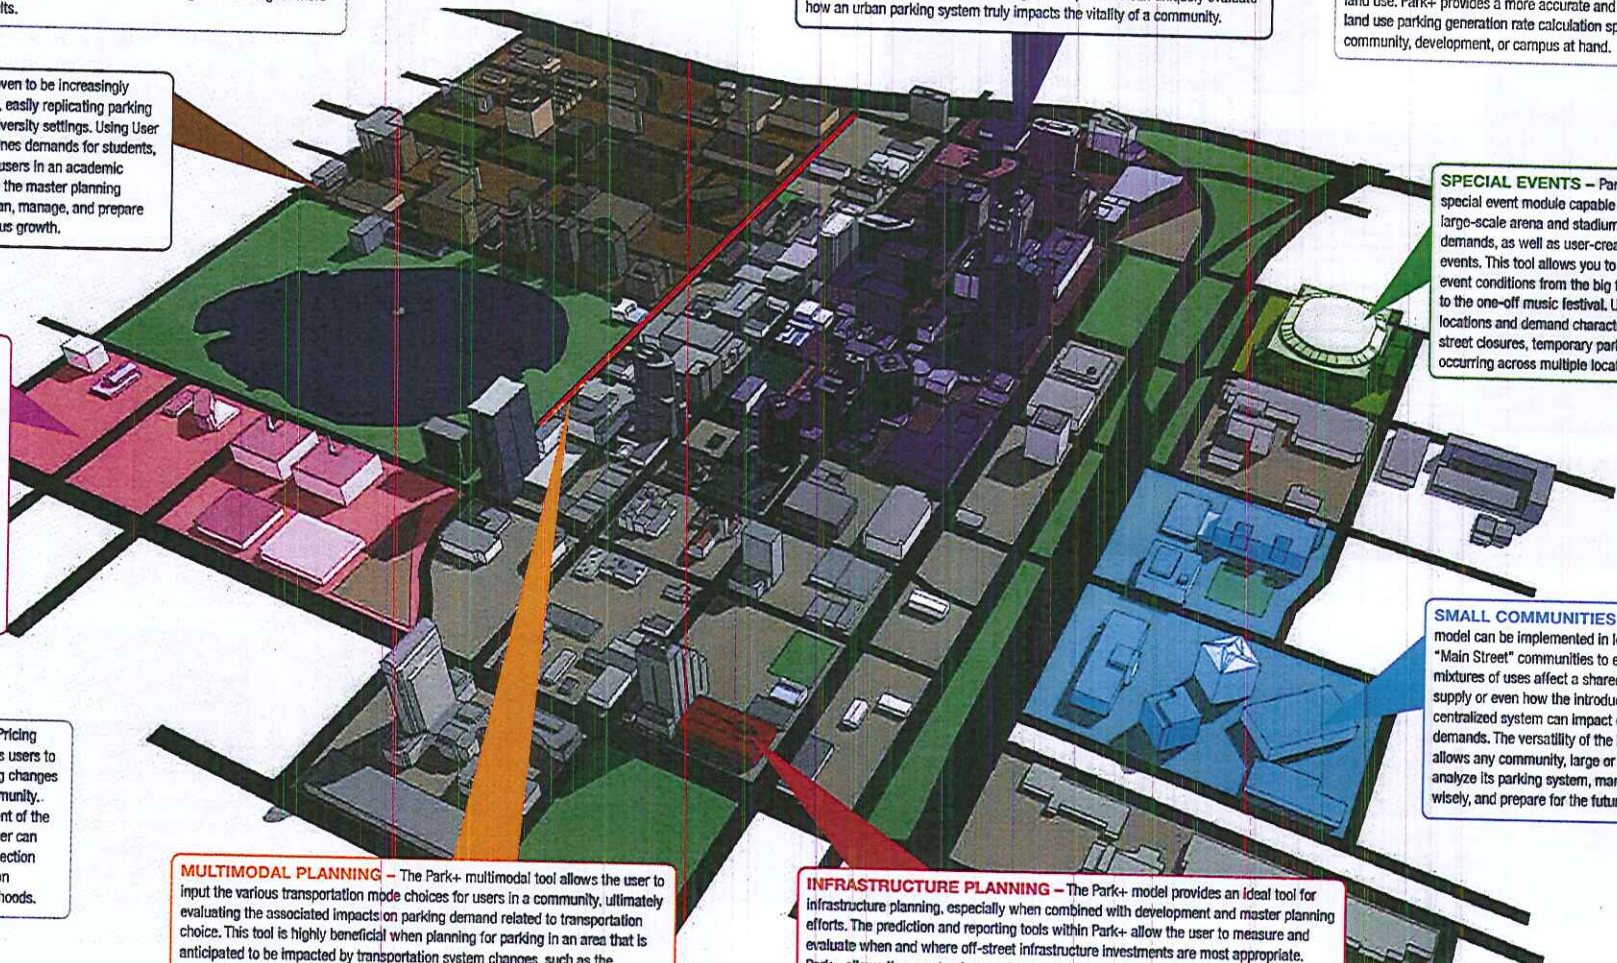 ults.
how an urban parking system truly impacts the vitality of a community.
land use. Park+ provides a more accurate and
land use parking generation rate calculation sp
community, development, or campus at hand.
ven to be increasingly
, easily replicating parking
versity settings. Using User
nes demands for students,
users in an academic
the master planning
an, manage, and prepare
us growth.
SPECIAL EVENTS – Par
special event module capable
large-scale arena and stadium
demands, as well as user-crea
events. This tool allows you to
event conditions from the big
to the one-off music festival. U
locations and demand charact
street closures, temporary par
occurring across multiple locat
SMALL COMMUNITIES
model can be implemented in l
"Main Street" communities to e
mixtures of uses affect a shared
supply or even how the introdu
centralized system can impact
demands. The versatility of the
allows any community, large or
analyze its parking system, mar
wisely, and prepare for the futur
Pricing
s users to
g changes
munity..
nt of the
er can
ection
n
hoods.
MULTIMODAL PLANNING – The Park+ multimodal tool allows the user to
input the various transportation mode choices for users in a community, ultimately
evaluating the associated impacts on parking demand related to transportation
choice. This tool is highly beneficial when planning for parking in an area that is
anticipated to be impacted by transportation system changes, such as the
INFRASTRUCTURE PLANNING – The Park+ model provides an ideal tool for
infrastructure planning, especially when combined with development and master planning
efforts. The prediction and reporting tools within Park+ allow the user to measure and
evaluate when and where off-street infrastructure investments are most appropriate.